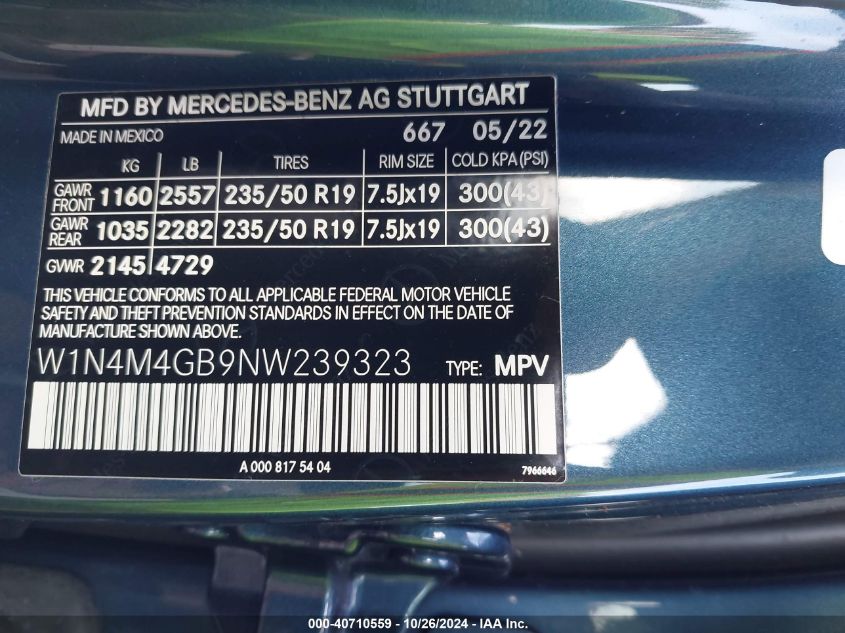 MFD BY MERCEDES-BENZ AG STUTTGART
MADE IN MEXICO 667 05/22
KG LB TIRES RIM SIZE COLD KPA (PSI)
GAWR FRONT 1160 2557 235/50 R19 7.5Jx19 300(43)
GAWR REAR 1035 2282 235/50 R19 7.5Jx19 300(43)
GVWR 2145 4729
THIS VEHICLE CONFORMS TO ALL APPLICABLE FEDERAL MOTOR VEHICLE
SAFETY AND THEFT PREVENTION STANDARDS IN EFFECT ON THE DATE OF
MANUFACTURE SHOWN ABOVE.
W1N4M4GB9NW239323 TYPE: MPV
A 000 817 54 04 7966646
000-40710559 - 10/26/2024 - IAA Inc.